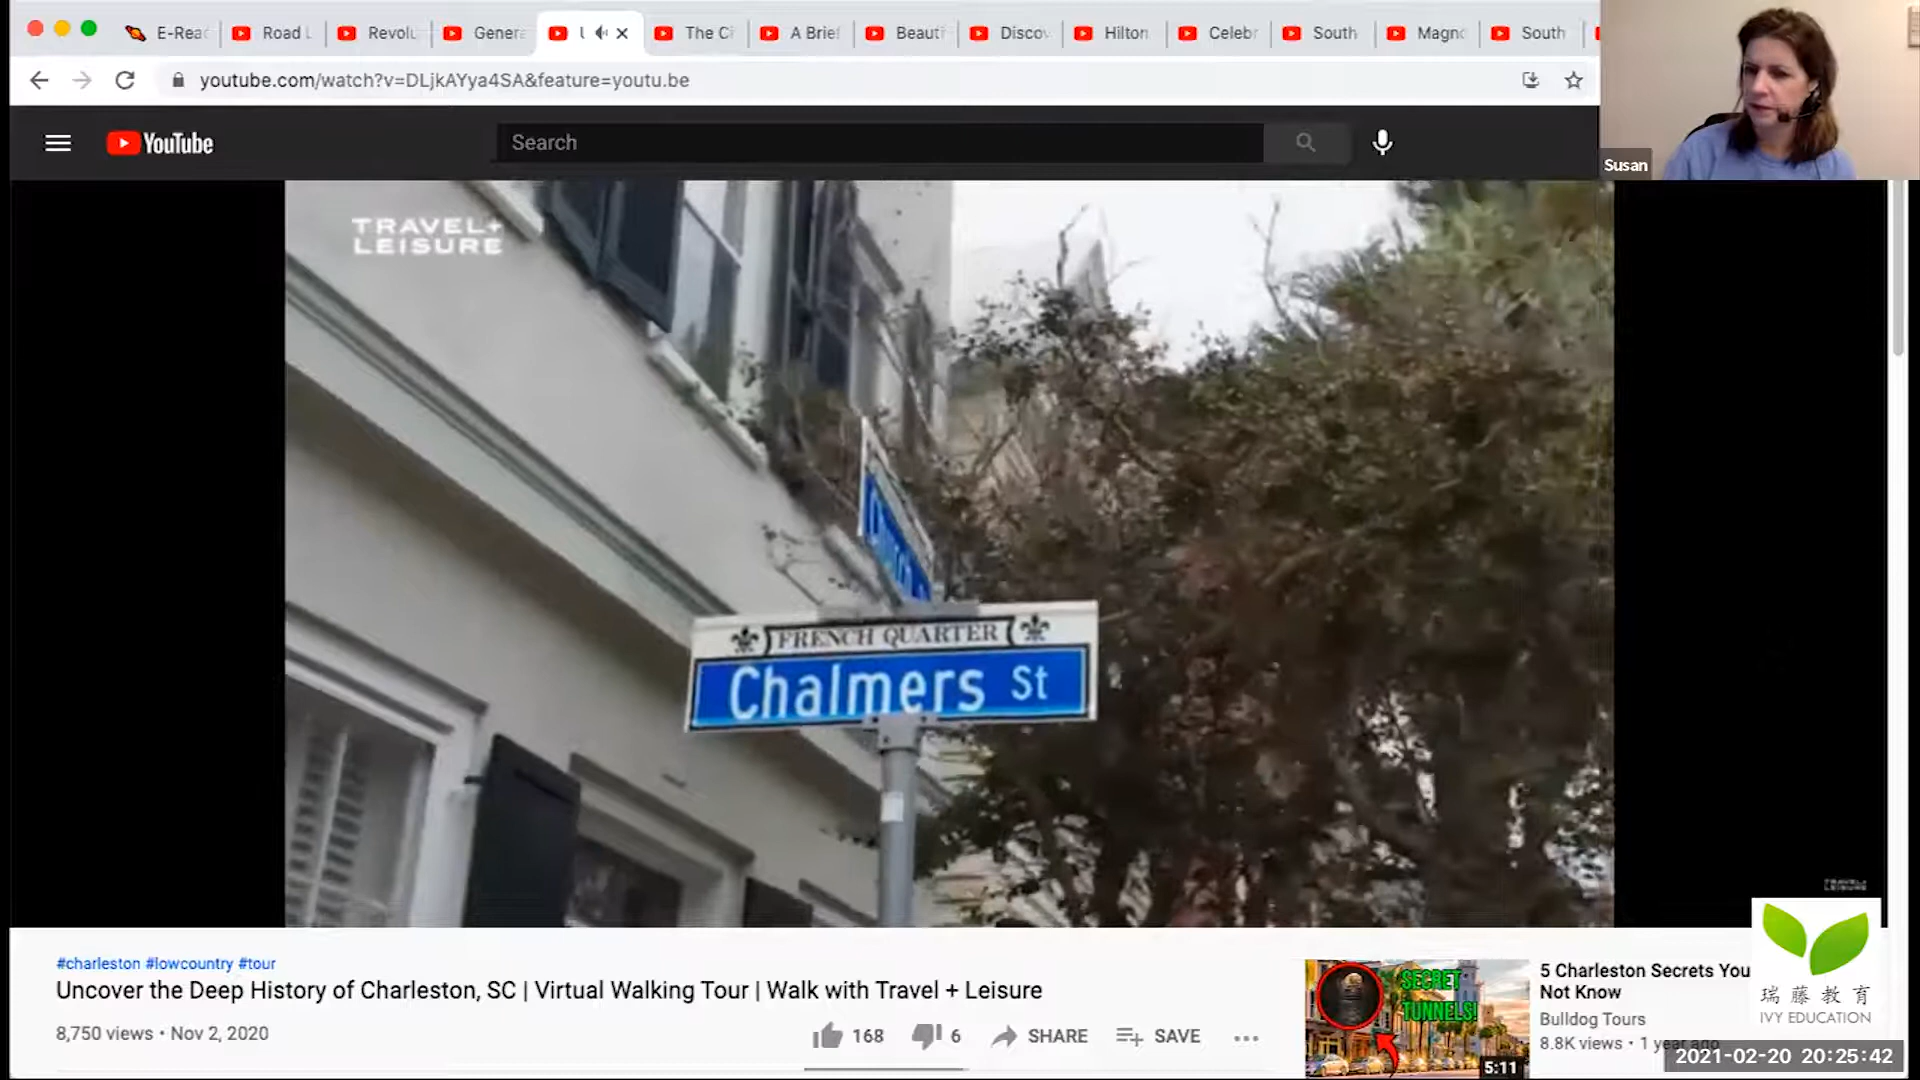 E-Read
Road L
Revolu
Genera
The Ci
A Brief
Beauti
Discov
Hilton
Celebr
South
Magno
South
youtube.com/watch?v=DLjkAYya4SA&feature=youtu.be
YouTube
Search
Susan
TRAVEL+
LEISURE
FRENCH QUARTER
Chalmers St
TRAVEL+
LEISURE
#charleston #lowcountry #tour
Uncover the Deep History of Charleston, SC | Virtual Walking Tour | Walk with Travel + Leisure
8,750 views • Nov 2, 2020
168
6
SHARE
SAVE
SECRET
TUNNELS!
5:11
5 Charleston Secrets You
Not Know
Bulldog Tours
8.8K views • 1 year ago
瑞藤教育
IVY EDUCATION
2021-02-20 20:25:42